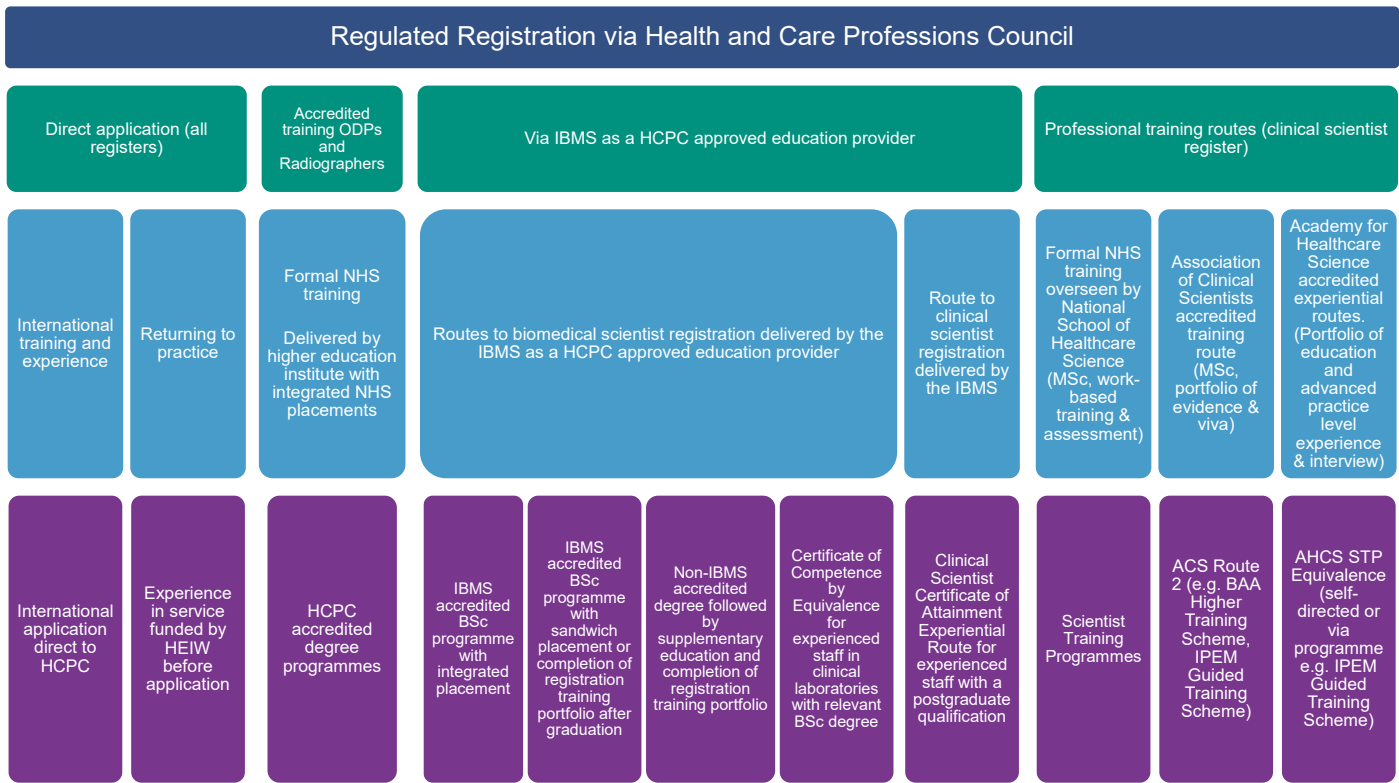 Regulated Registration via Health and Care Professions Council
Direct application (all
registers)
Accredited
training ODPs
and
Radiographers
Via IBMS as a HCPC approved education provider
Professional training routes (clinical scientist
register)
International
training and
experience
Returning to
practice
Formal NHS
training
Delivered by
higher education
institute with
integrated NHS
placements
Routes to biomedical scientist registration delivered by the
IBMS as a HCPC approved education provider
Route to
clinical
scientist
registration
delivered by
the IBMS
Formal NHS
training
overseen by
National
School of
Healthcare
Science
(MSc, work-
based
training &
assessment)
Association
of Clinical
Scientists
accredited
training
route
(MSc,
portfolio of
evidence &
viva)
Academy for
Healthcare
Science
accredited
experiential
routes.
(Portfolio of
education
and
advanced
practice
level
experience
& interview)
International
application
direct to
HCPC
Experience
in service
funded by
HEIW
before
application
HCPC
accredited
degree
programmes
IBMS
accredited
BSc
programme
with
integrated
placement
IBMS
accredited
BSc
programme
with
sandwich
placement or
completion of
registration
training
portfolio after
graduation
Non-IBMS
accredited
degree followed
by
supplementary
education and
completion of
registration
training portfolio
Certificate of
Competence
by
Equivalence
for
experienced
staff in
clinical
laboratories
with relevant
BSc degree
Clinical
Scientist
Certificate of
Attainment
Experiential
Route for
experienced
staff with a
postgraduate
qualification
Scientist
Training
Programmes
ACS Route
2 (e.g. BAA
Higher
Training
Scheme,
IPEM
Guided
Training
Scheme)
AHCS STP
Equivalence
(self-
directed or
via
programme
e.g. IPEM
Guided
Training
Scheme)